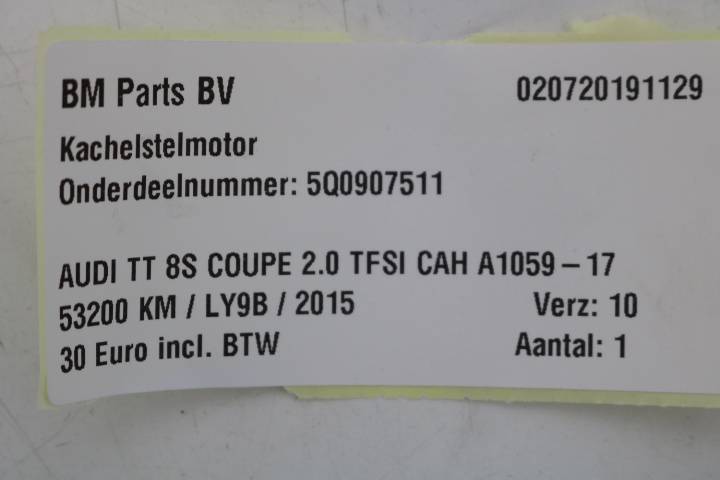 BM Parts BV 020720191129
Kachelstelmotor
Onderdeelnummer: 5Q0907511
AUDI TT 8S COUPE 2.0 TFSI CAH A1059 – 17
53200 KM / LY9B / 2015 Verz: 10
30 Euro incl. BTW Aantal: 1